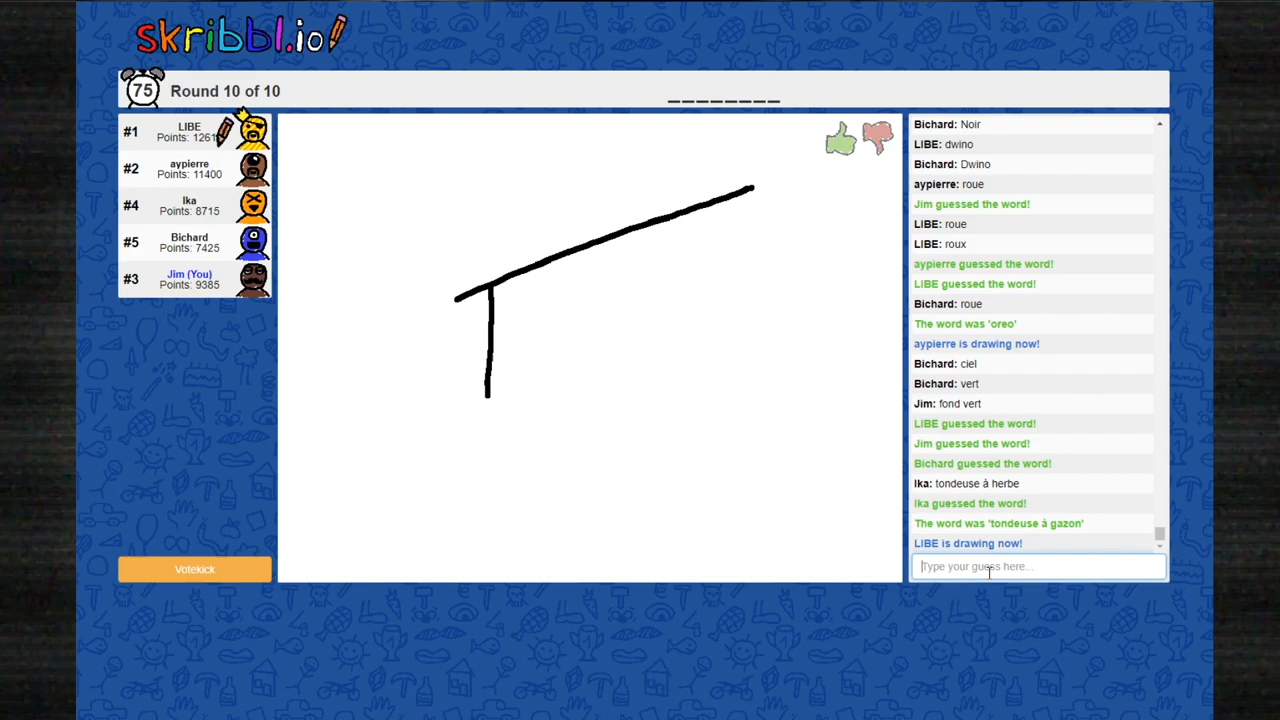 skribbl.io
75
Round 10 of 10
________
#1
LIBE
Points: 1261
#2
aypierre
Points: 11400
#4
Ika
Points: 8715
#5
Bichard
Points: 7425
#3
Jim (You)
Points: 9385
Votekick
Bichard: Noir
LIBE: dwino
Bichard: Dwino
aypierre: roue
Jim guessed the word!
LIBE: roue
LIBE: roux
aypierre guessed the word!
LIBE guessed the word!
Bichard: roue
The word was 'oreo'
aypierre is drawing now!
Bichard: ciel
Bichard: vert
Jim: fond vert
LIBE guessed the word!
Jim guessed the word!
Bichard guessed the word!
Ika: tondeuse à herbe
Ika guessed the word!
The word was 'tondeuse à gazon'
LIBE is drawing now!
Type your guess here...